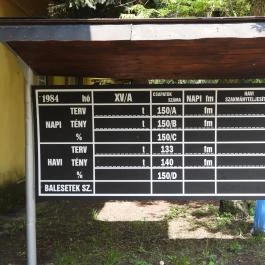 1984 hó XV/A CSAPATOK SZÁMA NAPI fm HAVI SZAKMÁNYTELJESÍT
TERV t 150/A fm
NAPI TÉNY t 150/B fm
% 150/C
TERV t 133 fm
HAVI TÉNY t 140 fm
% 150/D
BALESETEK SZ.